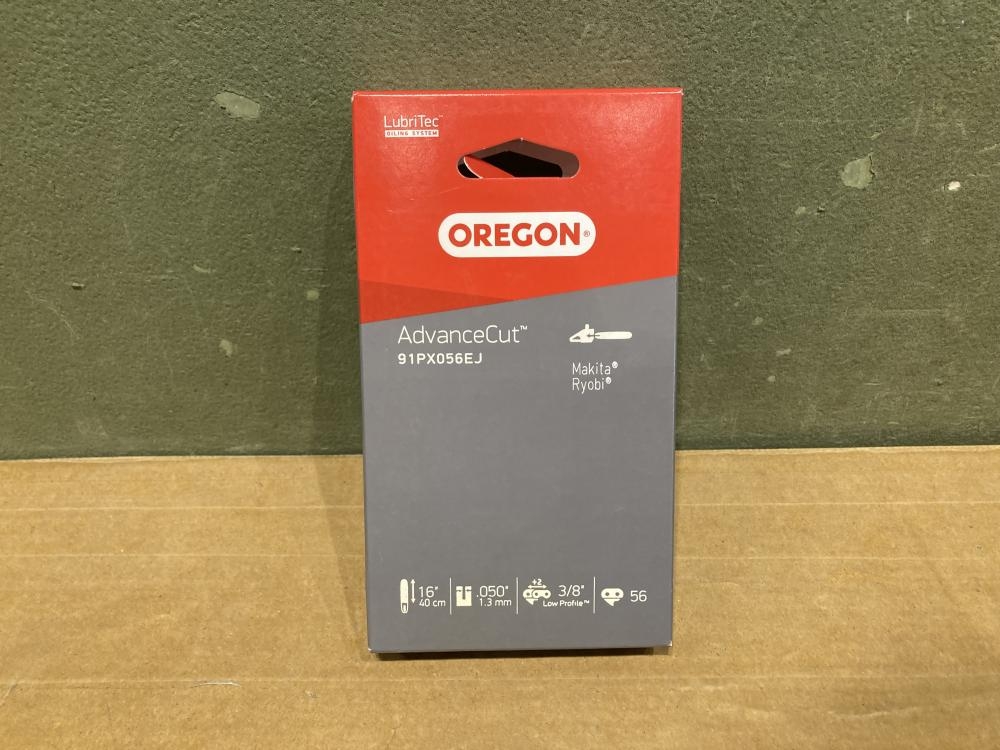 LubriTec™
OILING SYSTEM
OREGON®
AdvanceCut™
91PX056EJ
Makita®
Ryobi®
16"
40 cm
.050"
1.3 mm
+2
3/8"
Low Profile™
56